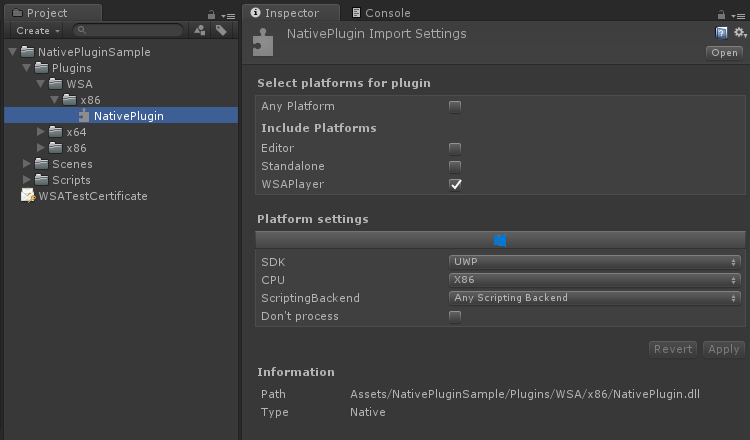 Project
Create
NativePluginSample
Plugins
WSA
x86
NativePlugin
x64
x86
Scenes
Scripts
WSATestCertificate
Inspector
Console
NativePlugin Import Settings
Open
Select platforms for plugin
Any Platform
Include Platforms
Editor
Standalone
WSAPlayer
Platform settings
SDK UWP
CPU X86
ScriptingBackend Any Scripting Backend
Don't process
Revert Apply
Information
Path Assets/NativePluginSample/Plugins/WSA/x86/NativePlugin.dll
Type Native